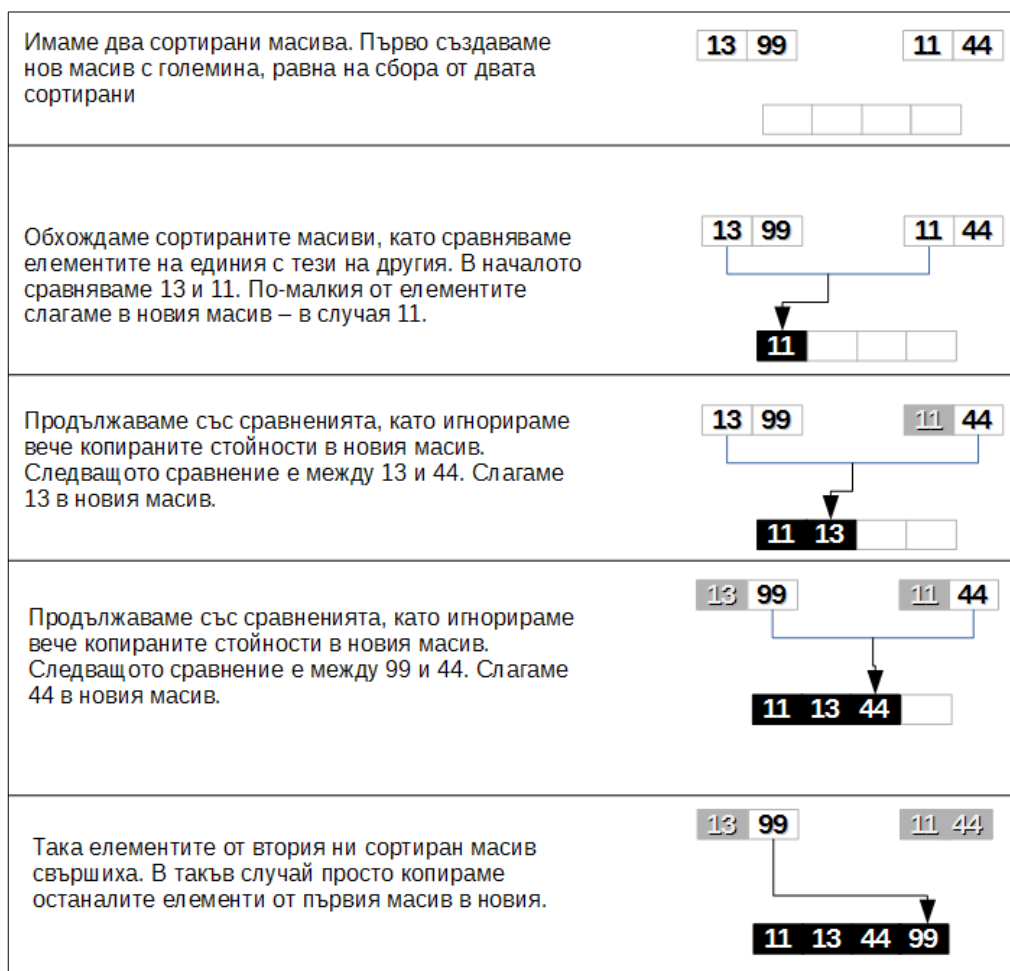 Имаме два сортирани масива. Първо създаваме
нов масив с големина, равна на сбора от двата
сортирани
13 99 11 44
Обхождаме сортираните масиви, като сравняваме
елементите на единия с тези на другия. В началото
сравняваме 13 и 11. По-малкия от елементите
слагаме в новия масив – в случая 11.
13 99 11 44
11
Продължаваме със сравненията, като игнорираме
вече копираните стойности в новия масив.
Следващото сравнение е между 13 и 44. Слагаме
13 в новия масив.
13 99 11 44
11 13
Продължаваме със сравненията, като игнорираме
вече копираните стойности в новия масив.
Следващото сравнение е между 99 и 44. Слагаме
44 в новия масив.
13 99 11 44
11 13 44
Така елементите от втория ни сортиран масив
свършиха. В такъв случай просто копираме
останалите елементи от първия масив в новия.
13 99 11 44
11 13 44 99